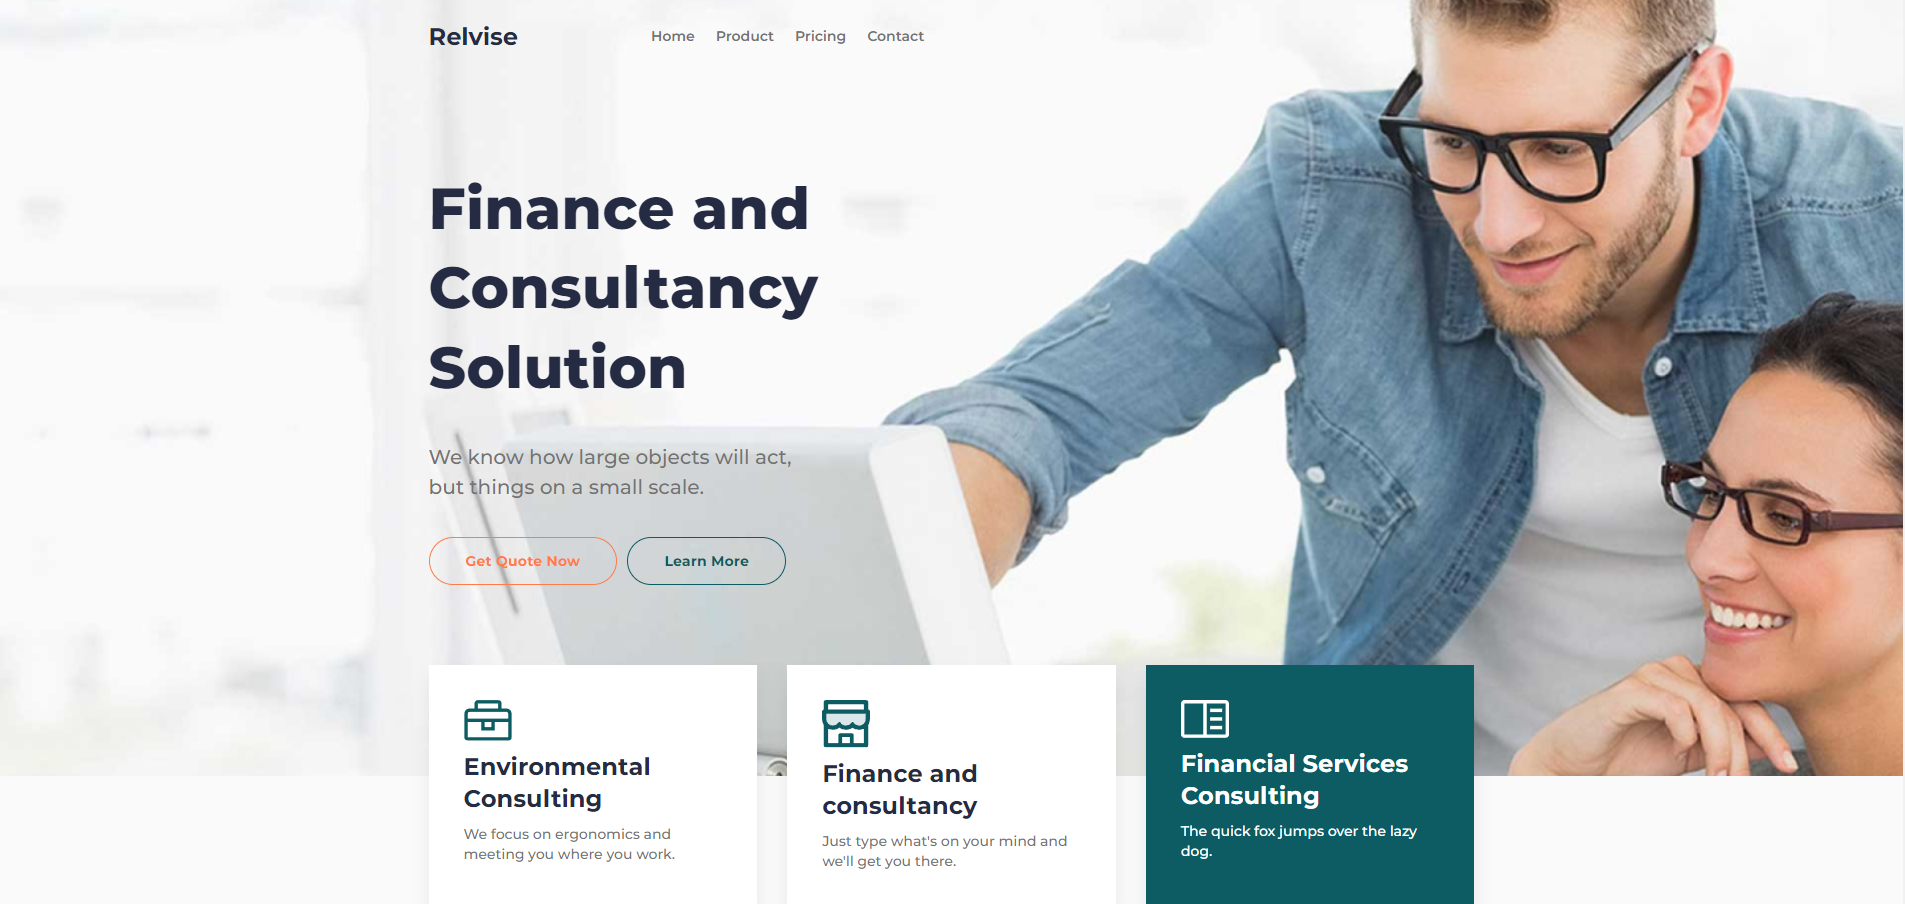 Relvise
Home Product Pricing Contact
Finance and
Consultancy
Solution
We know how large objects will act,
but things on a small scale.
Get Quote Now
Learn More
Environmental
Consulting
We focus on ergonomics and
meeting you where you work.
Finance and
consultancy
Just type what's on your mind and
we'll get you there.
Financial Services
Consulting
The quick fox jumps over the lazy
dog.